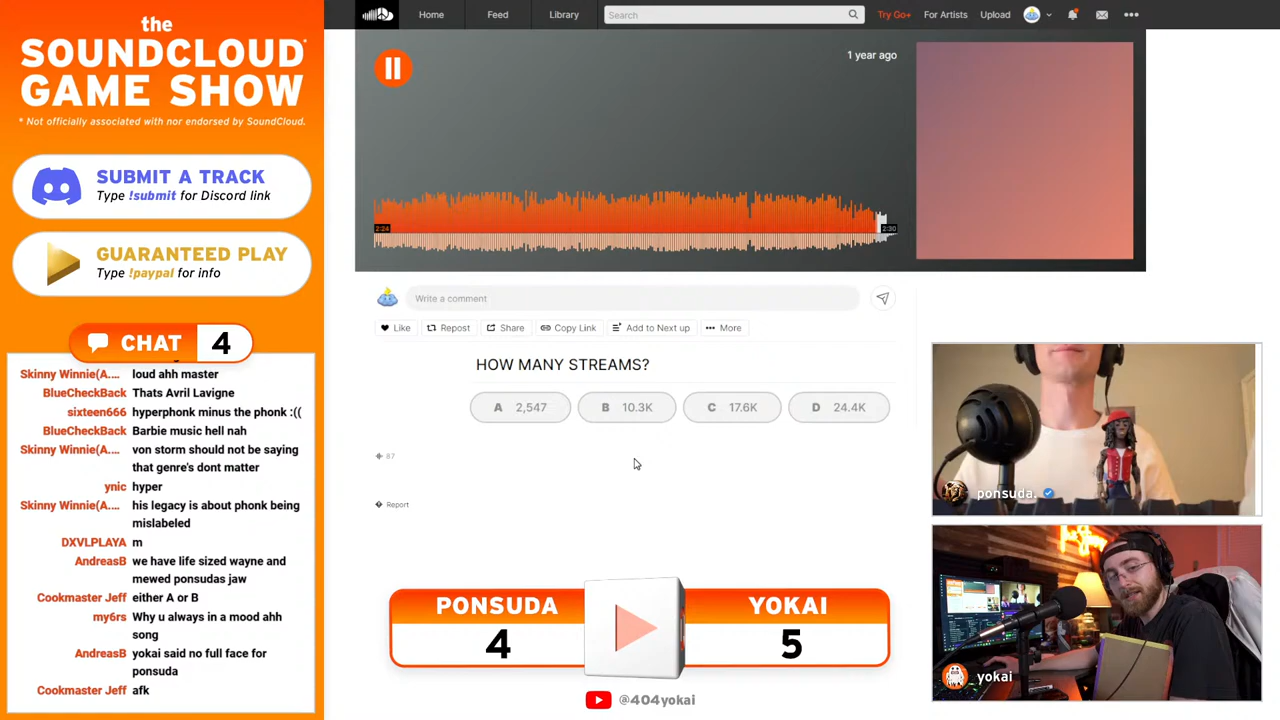 the
SOUNDCLOUD
GAME SHOW
* Not officially associated with nor endorsed by SoundCloud.
SUBMIT A TRACK
Type !submit for Discord link
GUARANTEED PLAY
Type !paypal for info
CHAT 4
Skinny Winnie(A.... loud ahh master
BlueCheckBack Thats Avril Lavigne
sixteen666 hyperphonk minus the phonk :((
BlueCheckBack Barbie music hell nah
Skinny Winnie(A.... von storm should not be saying
that genre's dont matter
ynic hyper
Skinny Winnie(A.... his legacy is about phonk being
mislabeled
DXVLPLAYA m
AndreasB we have life sized wayne and
mewed ponsudas jaw
Cookmaster Jeff either A or B
my6rs Why u always in a mood ahh
song
AndreasB yokai said no full face for
ponsuda
Cookmaster Jeff afk
Home Feed Library Search Try Go+ For Artists Upload
1 year ago
2:24 2:30
Write a comment
Like Repost Share Copy Link Add to Next up More
HOW MANY STREAMS?
A 2,547 B 10.3K C 17.6K D 24.4K
87
Report
ponsuda.
yokai
PONSUDA YOKAI
4 5
@404yokai